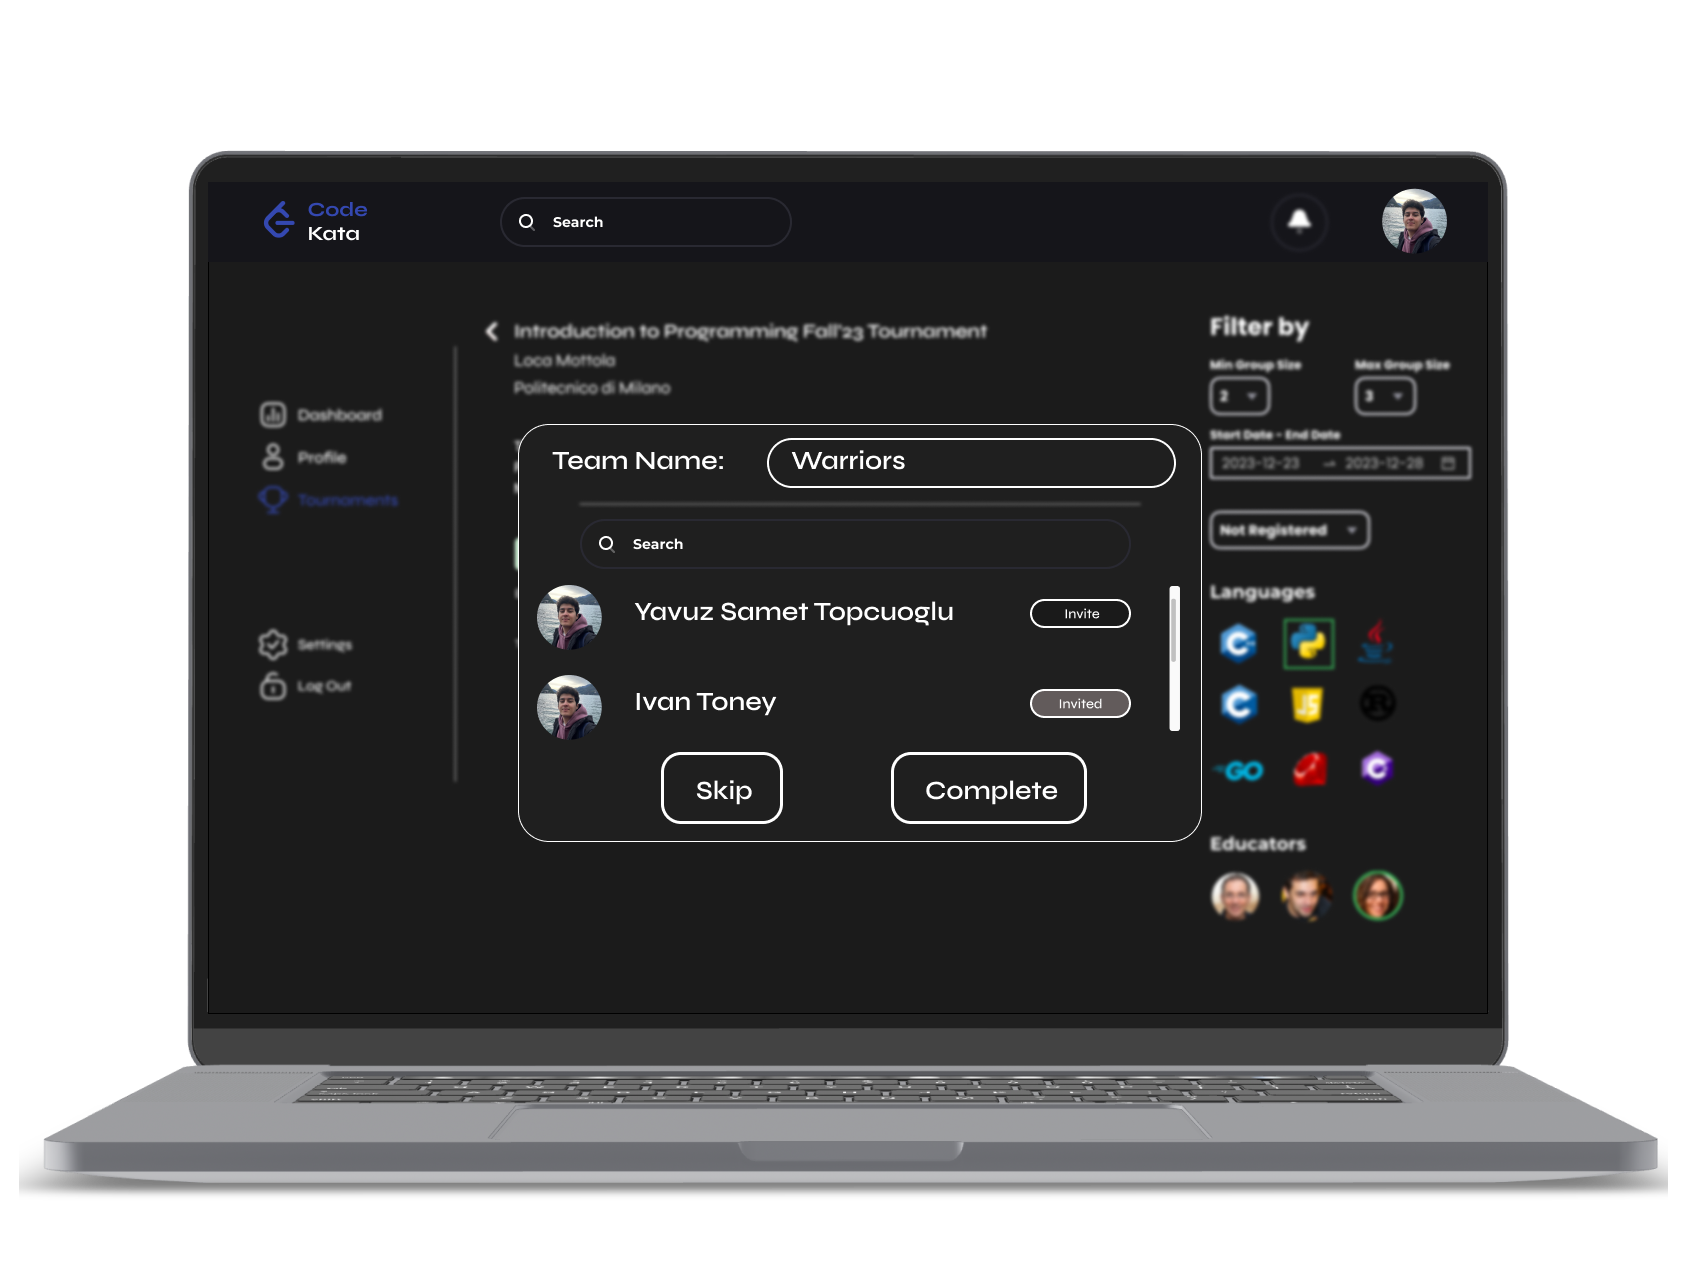 Code
Kata
Search
Introduction to Programming Fall'23 Tournament
Loca Mottola
Politecnico di Milano
Dashboard
Profile
Tournaments
Settings
Log Out
Team Name:
Warriors
Search
Yavuz Samet Topcuoglu
Invite
Ivan Toney
Invited
Skip
Complete
Filter by
Min Group Size
Max Group Size
2
3
Start Date - End Date
2023-12-23 → 2023-12-28
Not Registered
Languages
C
C
JS
R
GO
C
Educators